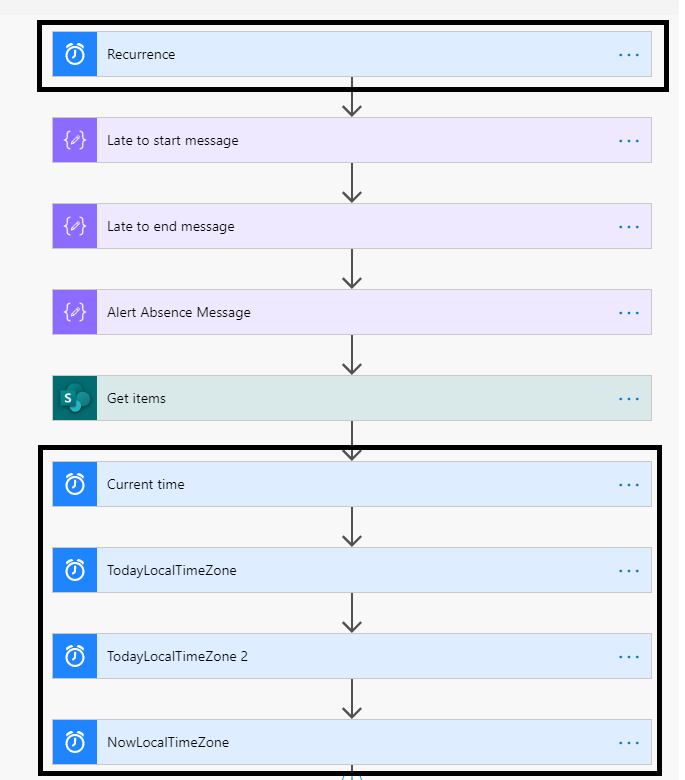 Recurrence
Late to start message
Late to end message
Alert Absence Message
S
Get items
Current time
TodayLocalTimeZone
TodayLocalTimeZone 2
NowLocalTimeZone